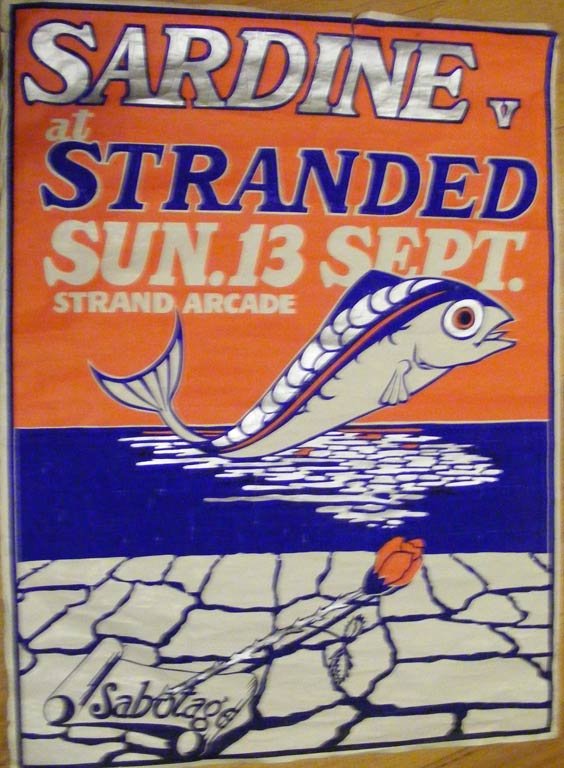 SARDINE v
at
STRANDED
SUN.13 SEPT.
STRAND ARCADE
Sabotage